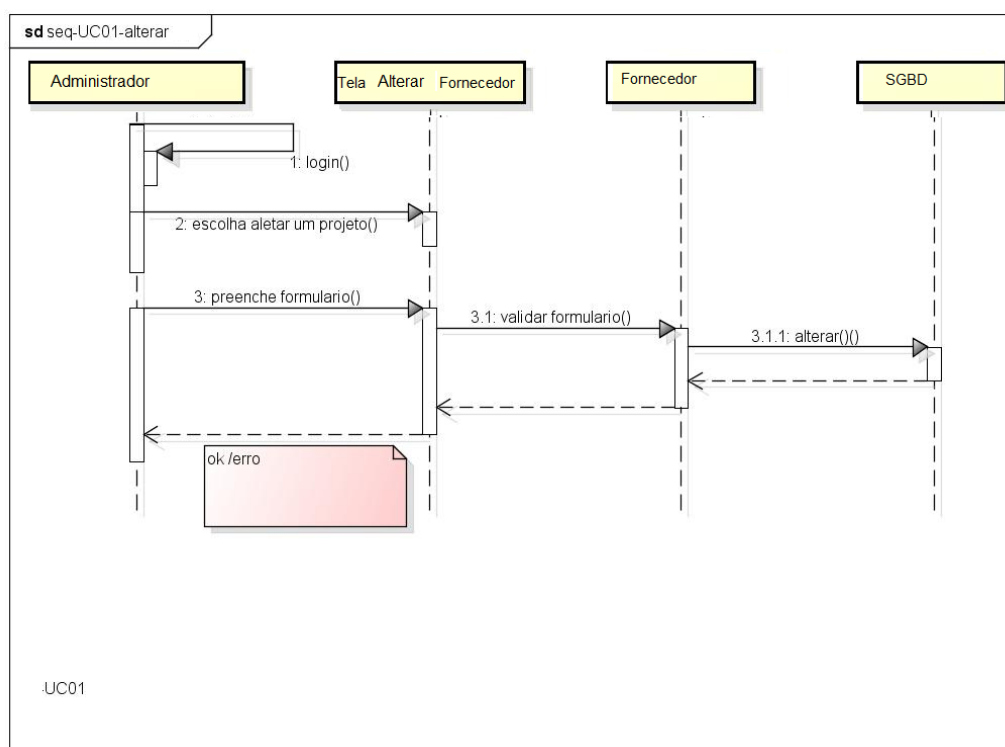 sd seq-UC01-alterar
Administrador
Tela Alterar Fornecedor
Fornecedor
SGBD
1: login()
2: escolha aletar um projeto()
3: preenche formulario()
3.1: validar formulario()
3.1.1: alterar()()
ok /erro
UC01